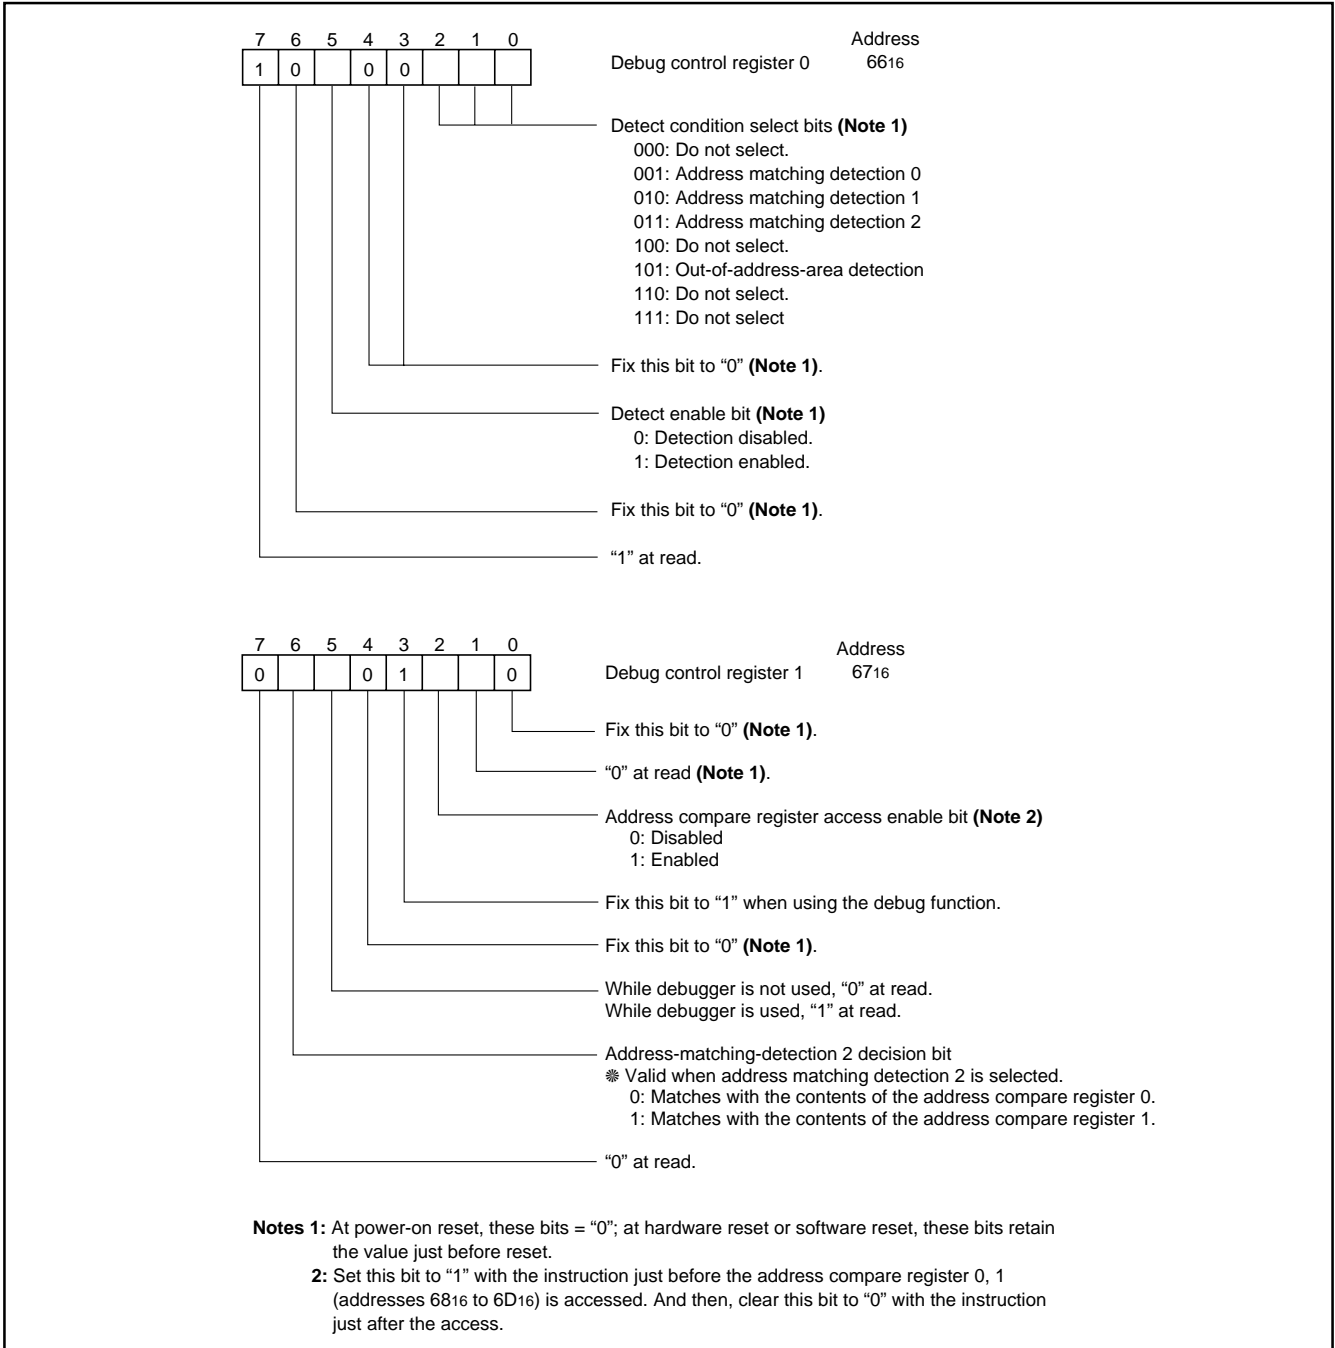 7 6 5 4 3 2 1 0
Address
1 0 0 0
Debug control register 0 6616
Detect condition select bits (Note 1)
000: Do not select.
001: Address matching detection 0
010: Address matching detection 1
011: Address matching detection 2
100: Do not select.
101: Out-of-address-area detection
110: Do not select.
111: Do not select
Fix this bit to “0” (Note 1).
Detect enable bit (Note 1)
0: Detection disabled.
1: Detection enabled.
Fix this bit to “0” (Note 1).
“1” at read.
7 6 5 4 3 2 1 0
Address
0 0 1 0
Debug control register 1 6716
Fix this bit to “0” (Note 1).
“0” at read (Note 1).
Address compare register access enable bit (Note 2)
0: Disabled
1: Enabled
Fix this bit to “1” when using the debug function.
Fix this bit to “0” (Note 1).
While debugger is not used, “0” at read.
While debugger is used, “1” at read.
Address-matching-detection 2 decision bit
❋ Valid when address matching detection 2 is selected.
0: Matches with the contents of the address compare register 0.
1: Matches with the contents of the address compare register 1.
“0” at read.
Notes 1: At power-on reset, these bits = “0”; at hardware reset or software reset, these bits retain
the value just before reset.
2: Set this bit to “1” with the instruction just before the address compare register 0, 1
(addresses 6816 to 6D16) is accessed. And then, clear this bit to “0” with the instruction
just after the access.